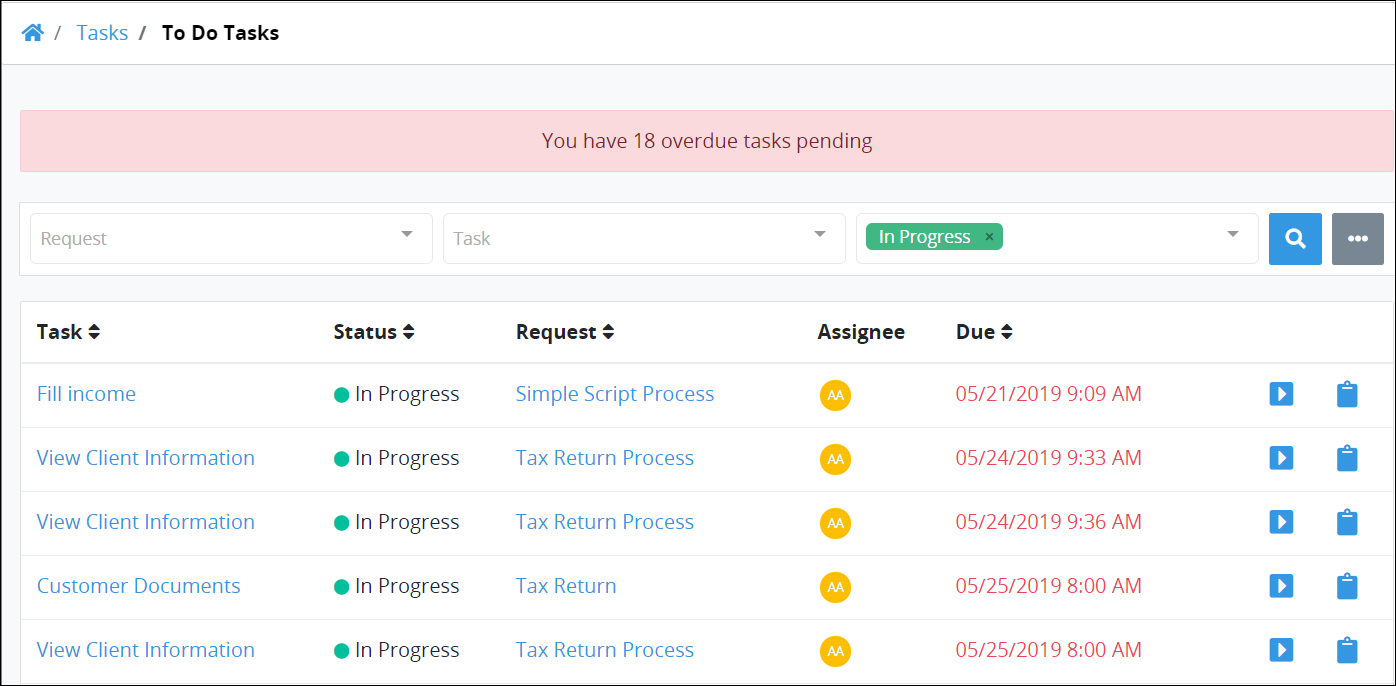 / Tasks / To Do Tasks
You have 18 overdue tasks pending
Request Task In Progress ×
Task Status Request Assignee Due
Fill income In Progress Simple Script Process AA 05/21/2019 9:09 AM
View Client Information In Progress Tax Return Process AA 05/24/2019 9:33 AM
View Client Information In Progress Tax Return Process AA 05/24/2019 9:36 AM
Customer Documents In Progress Tax Return AA 05/25/2019 8:00 AM
View Client Information In Progress Tax Return Process AA 05/25/2019 8:00 AM